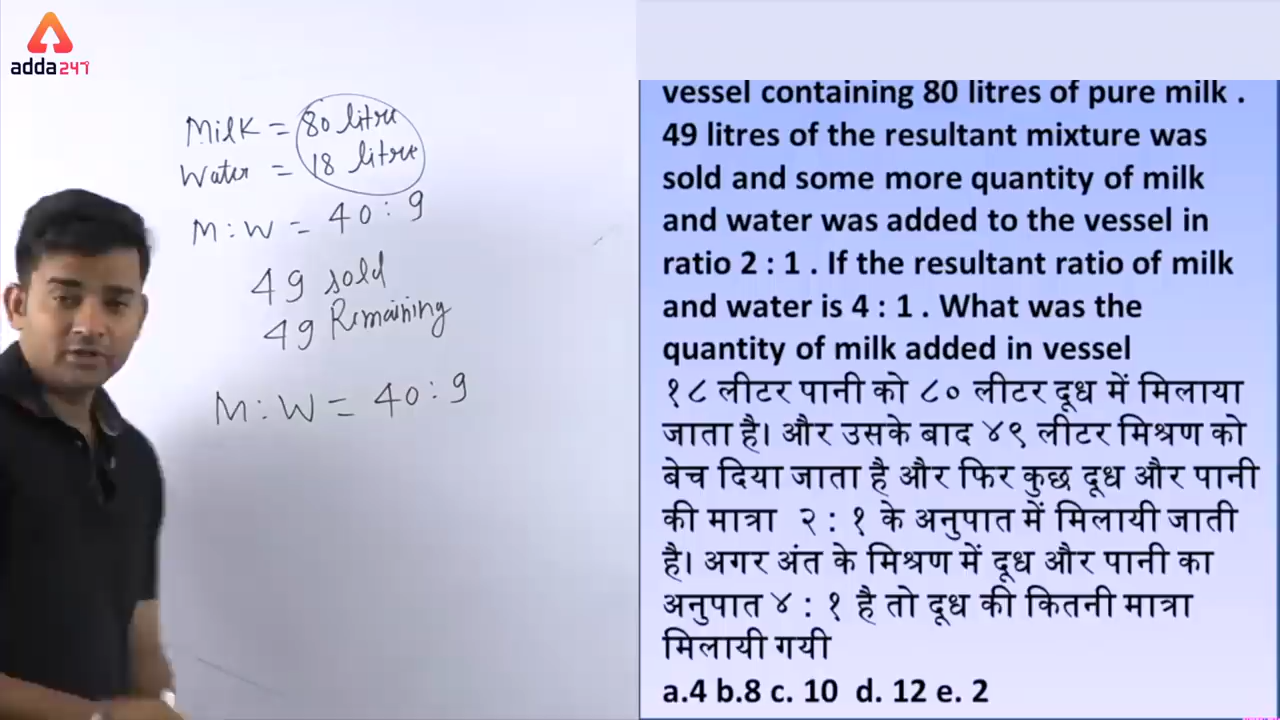 adda247
Milk = 80 litre
Water = 18 litre
M : W = 40 : 9
49 sold
49 Remaining
M : W = 40 : 9
vessel containing 80 litres of pure milk .
49 litres of the resultant mixture was
sold and some more quantity of milk
and water was added to the vessel in
ratio 2 : 1 . If the resultant ratio of milk
and water is 4 : 1 . What was the
quantity of milk added in vessel
१८ लीटर पानी को ८० लीटर दूध में मिलाया
जाता है। और उसके बाद ४९ लीटर मिश्रण को
बेच दिया जाता है और फिर कुछ दूध और पानी
की मात्रा २ : १ के अनुपात में मिलायी जाती
है। अगर अंत के मिश्रण में दूध और पानी का
अनुपात ४ : १ है तो दूध की कितनी मात्रा
मिलायी गयी
a.4 b.8 c. 10 d. 12 e. 2